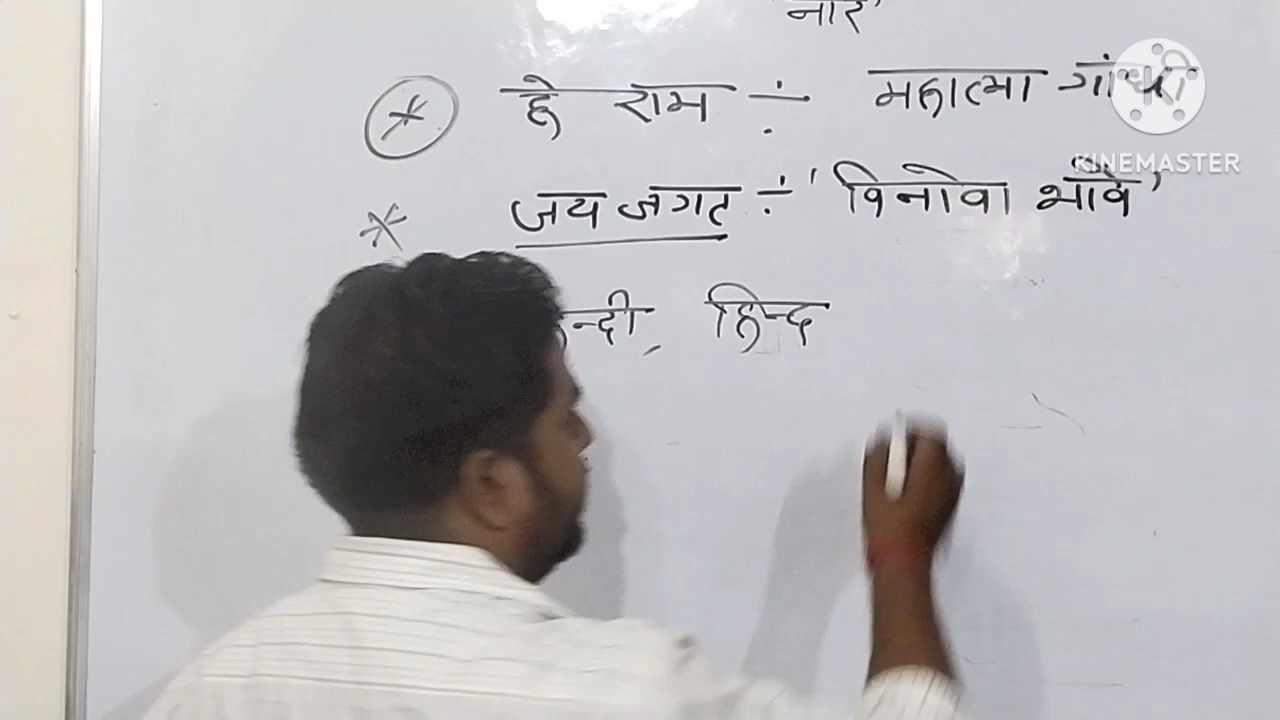 'नारे'
* हे राम ÷ महात्मा गांधी
* जय जगत ÷ 'विनोवा भावे'
हिन्द
KINEMASTER